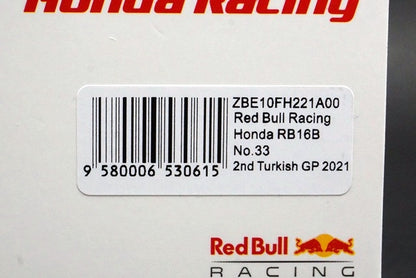 Honda Racing
ZBE10FH221A00
Red Bull Racing
Honda RB16B
No.33
2nd Turkish GP 2021
9 580006 530615
Red Bull
RACING